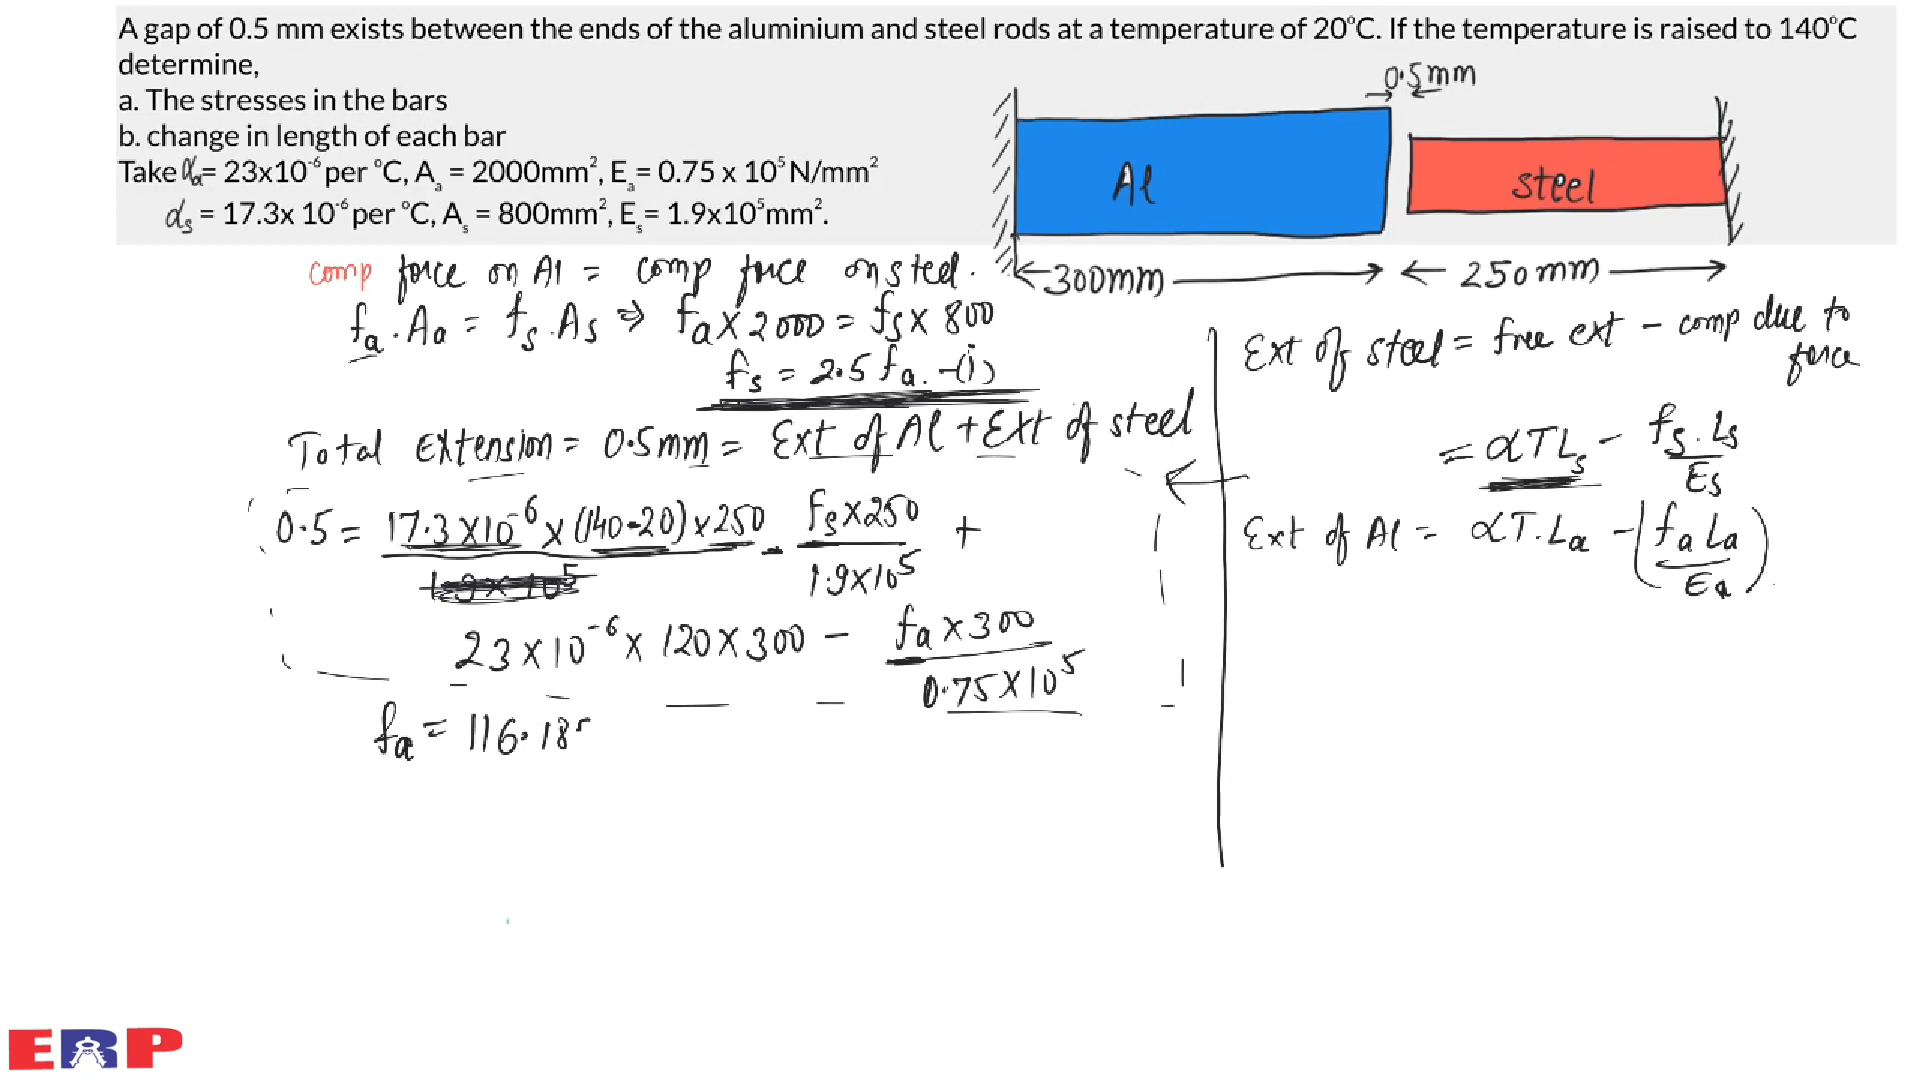 A gap of 0.5 mm exists between the ends of the aluminium and steel rods at a temperature of 20°C. If the temperature is raised to 140°C
determine,
a. The stresses in the bars
b. change in length of each bar
Take αa= 23x10⁻⁶ per °C, Aₐ = 2000mm², Eₐ= 0.75 x 10⁵ N/mm²
αs = 17.3x 10⁻⁶ per °C, Aₛ = 800mm², Eₛ= 1.9x10⁵mm².
0.5mm
Al
steel
300mm
250mm
comp force on Al = comp force on steel.
fa.Aa = fs.As ⇒ fa x 2000 = fs x 800
fs = 2.5 fa. -(i)
Total Extension = 0.5mm = Ext of Al + Ext of steel
0.5 = 17.3x10⁻⁶ x (140-20) x 250 - fs x 250 / 1.9x10⁵ +
23x10⁻⁶ x 120 x 300 - fa x 300 / 0.75x10⁵
fa = 116.18
Ext of steel = free ext - comp due to
force
= αTLs - fs.Ls / Es
Ext of Al = αT.La - (fa La / Ea)
ERP